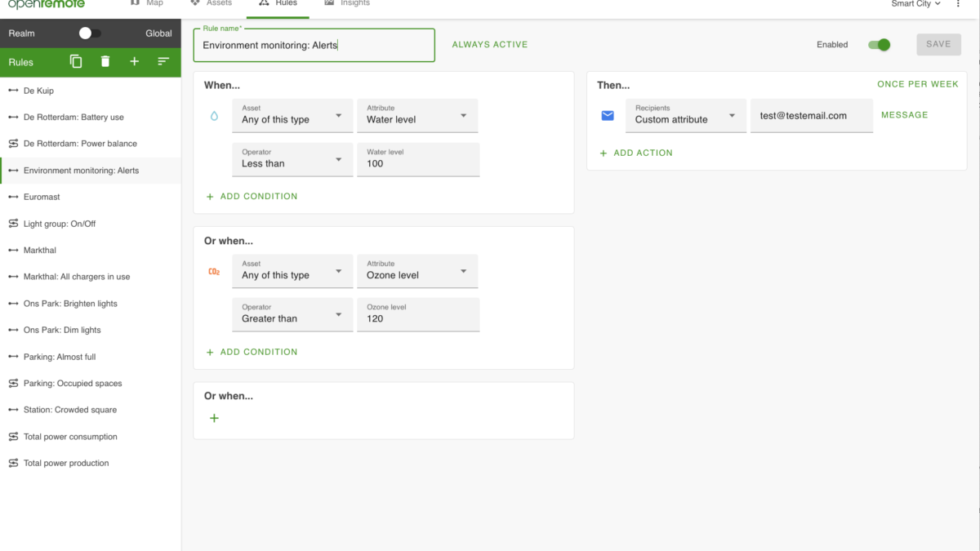 openremote
Map
Assets
Rules
Insights
Smart City
Realm
Global
Rules
De Kuip
De Rotterdam: Battery use
De Rotterdam: Power balance
Environment monitoring: Alerts
Euromast
Light group: On/Off
Markthal
Markthal: All chargers in use
Ons Park: Brighten lights
Ons Park: Dim lights
Parking: Almost full
Parking: Occupied spaces
Station: Crowded square
Total power consumption
Total power production
Rule name*
Environment monitoring: Alerts
ALWAYS ACTIVE
Enabled
SAVE
When...
Asset
Any of this type
Attribute
Water level
Operator
Less than
Water level
100
+ ADD CONDITION
Or when...
CO2
Asset
Any of this type
Attribute
Ozone level
Operator
Greater than
Ozone level
120
+ ADD CONDITION
Or when...
+
Then...
ONCE PER WEEK
Recipients
Custom attribute
test@testemail.com
MESSAGE
+ ADD ACTION